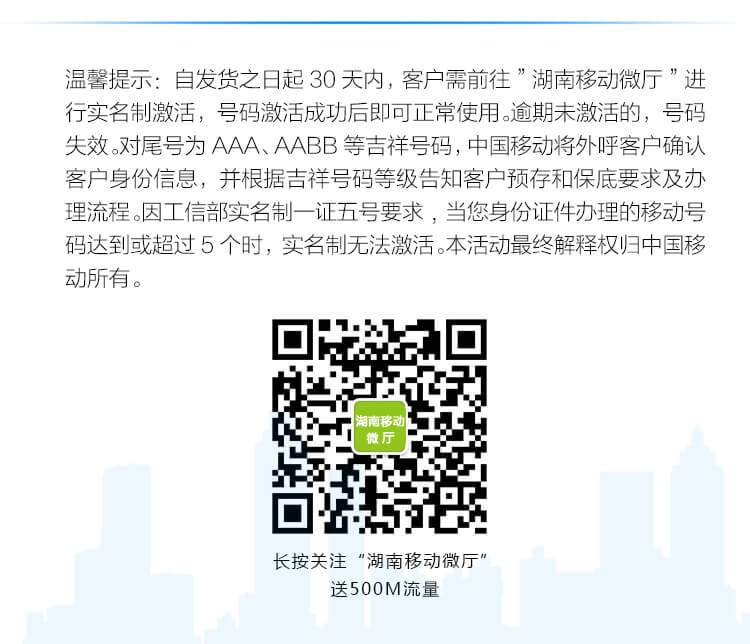 温馨提示：自发货之日起 30 天内，客户需前往 ” 湖南移动微厅 ” 进
行实名制激活，号码激活成功后即可正常使用。逾期未激活的，号码
失效。对尾号为 AAA、AABB 等吉祥号码，中国移动将外呼客户确认
客户身份信息，并根据吉祥号码等级告知客户预存和保底要求及办
理流程。因工信部实名制一证五号要求，当您身份证件办理的移动号
码达到或超过 5 个时，实名制无法激活。本活动最终解释权归中国移
动所有。
湖南移动
微 厅
长按关注“湖南移动微厅”
送500M流量